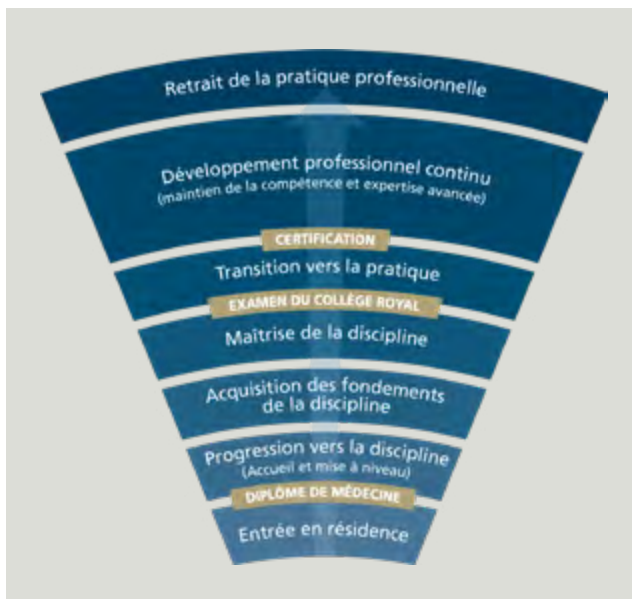 Retrait de la pratique professionnelle
Développement professionnel continu
(maintien de la compétence et expertise avancée)
CERTIFICATION
Transition vers la pratique
EXAMEN DU COLLÈGE ROYAL
Maîtrise de la discipline
Acquisition des fondements
de la discipline
Progression vers la discipline
(Accueil et mise à niveau)
DIPLÔME DE MÉDECINE
Entrée en résidence